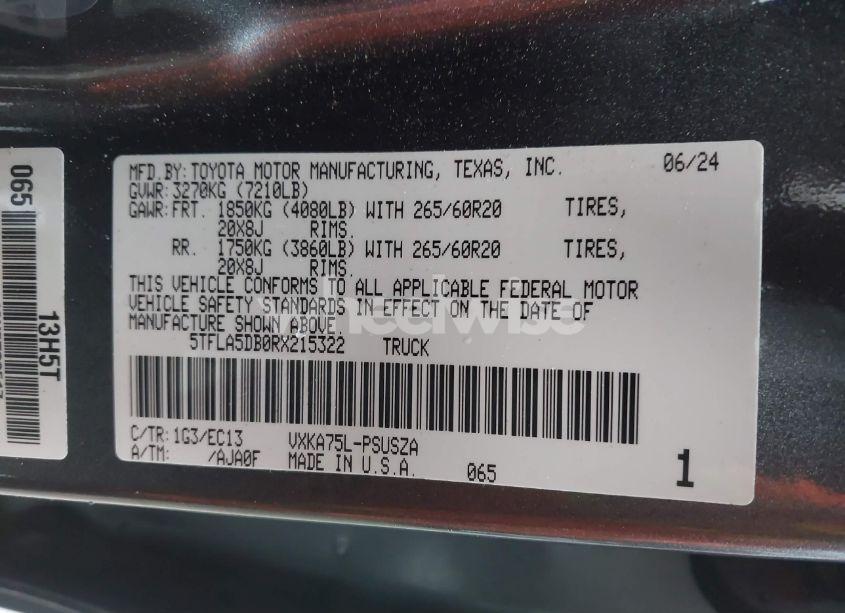 MFD.BY:TOYOTA MOTOR MANUFACTURING, TEXAS, INC. 06/24
GVWR: 3270KG (7210LB)
GAWR:FRT. 1850KG (4080LB) WITH 265/60R20 TIRES,
20X8J RIMS.
RR. 1750KG (3860LB) WITH 265/60R20 TIRES,
20X8J RIMS.
THIS VEHICLE CONFORMS TO ALL APPLICABLE FEDERAL MOTOR
VEHICLE SAFETY STANDARDS IN EFFECT ON THE DATE OF
MANUFACTURE SHOWN ABOVE.
5TFLA5DB0RX215322 TRUCK
C/TR:1G3/EC13 VXKA75L-PSUSZA
A/TM: /AJA0F MADE IN U.S.A. 065
1
065
13H5T
wheelwise